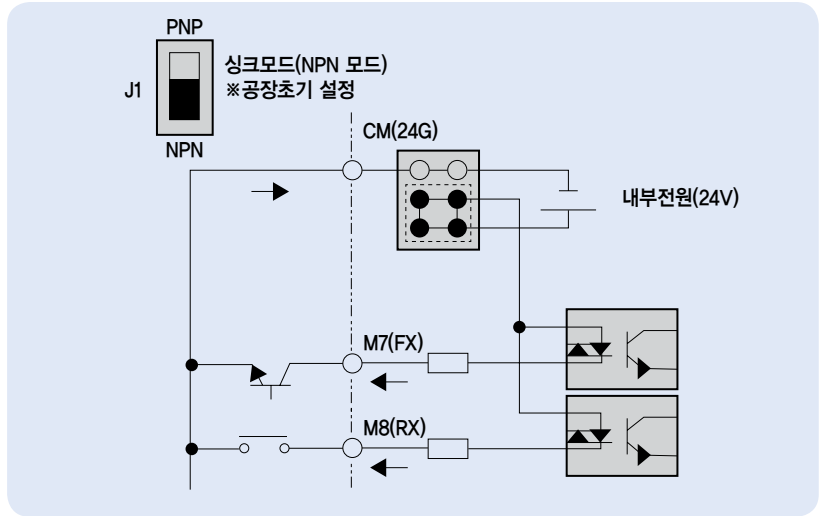 PNP
싱크모드(NPN 모드)
J1
※공장초기 설정
NPN
CM(24G)
내부전원(24V)
M7(FX)
M8(RX)